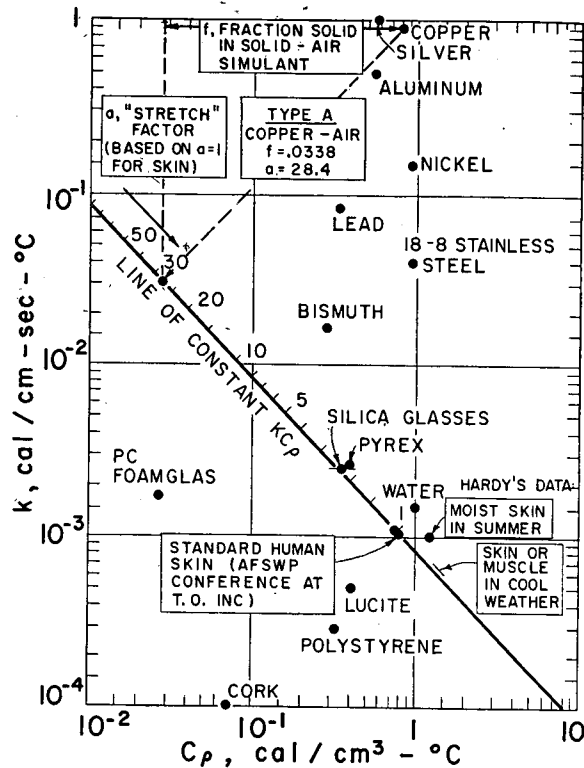 1
f, FRACTION SOLID
IN SOLID-AIR
SIMULANT
COPPER
SILVER
ALUMINUM
a, "STRETCH"
FACTOR
(BASED ON a=1
FOR SKIN)
TYPE A
COPPER-AIR
f=.0338
a=28.4
NICKEL
10⁻¹
LEAD
18-8 STAINLESS
STEEL
50
30
20
10
5
LINE OF CONSTANT KCρ
BISMUTH
10⁻²
SILICA GLASSES
PYREX
PC
FOAMGLAS
WATER
HARDY'S DATA:
MOIST SKIN
IN SUMMER
10⁻³
STANDARD HUMAN
SKIN (AFSWP
CONFERENCE AT
T.O. INC)
SKIN OR
MUSCLE
IN COOL
WEATHER
LUCITE
POLYSTYRENE
CORK
10⁻⁴
k, cal/cm-sec-°C
10⁻² 10⁻¹ 1 10
Cρ, cal/cm³-°C